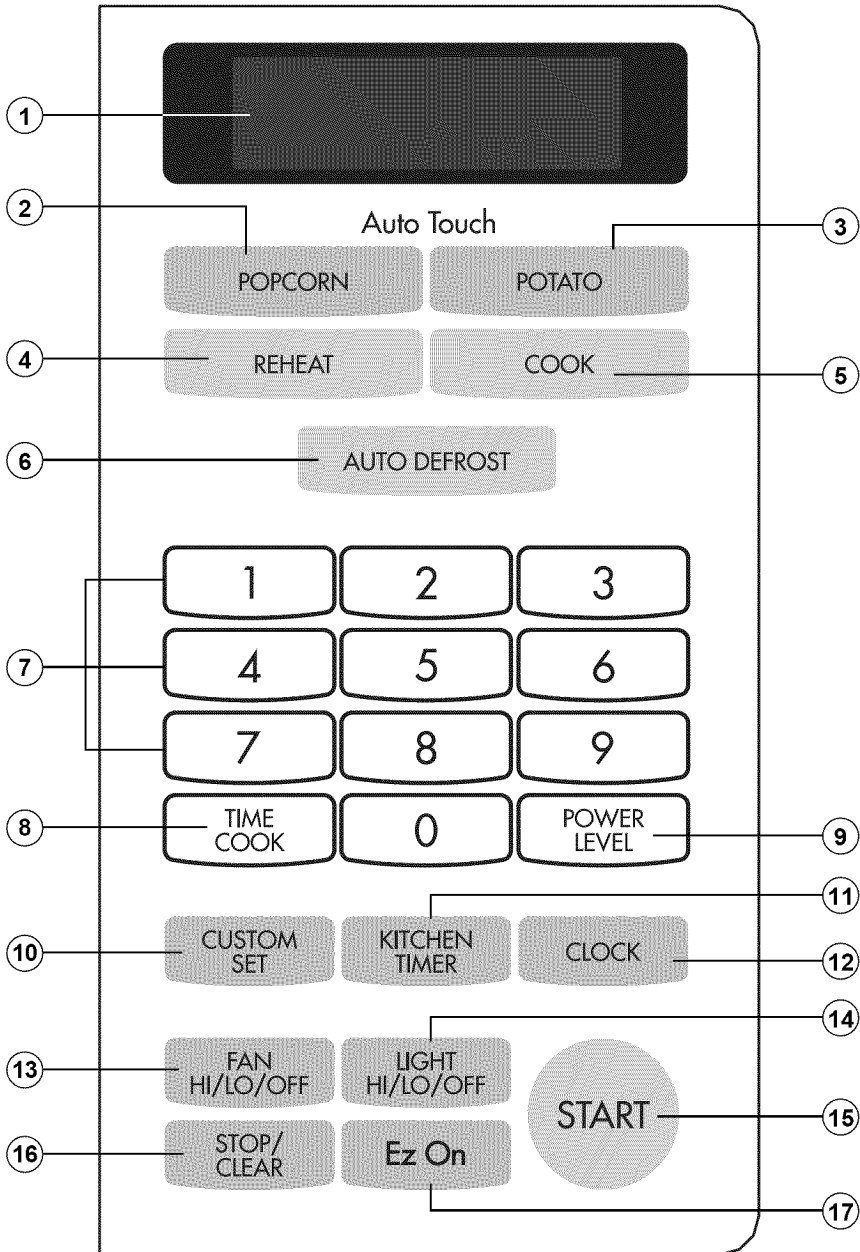 1
2
Auto Touch
3
POPCORN
POTATO
4
REHEAT
COOK
5
6
AUTO DEFROST
1
2
3
7
4
5
6
7
8
9
8
TIME
COOK
0
POWER
LEVEL
9
11
10
CUSTOM
SET
KITCHEN
TIMER
CLOCK
12
14
13
FAN
HI/LO/OFF
LIGHT
HI/LO/OFF
START
15
16
STOP/
CLEAR
Ez On
17